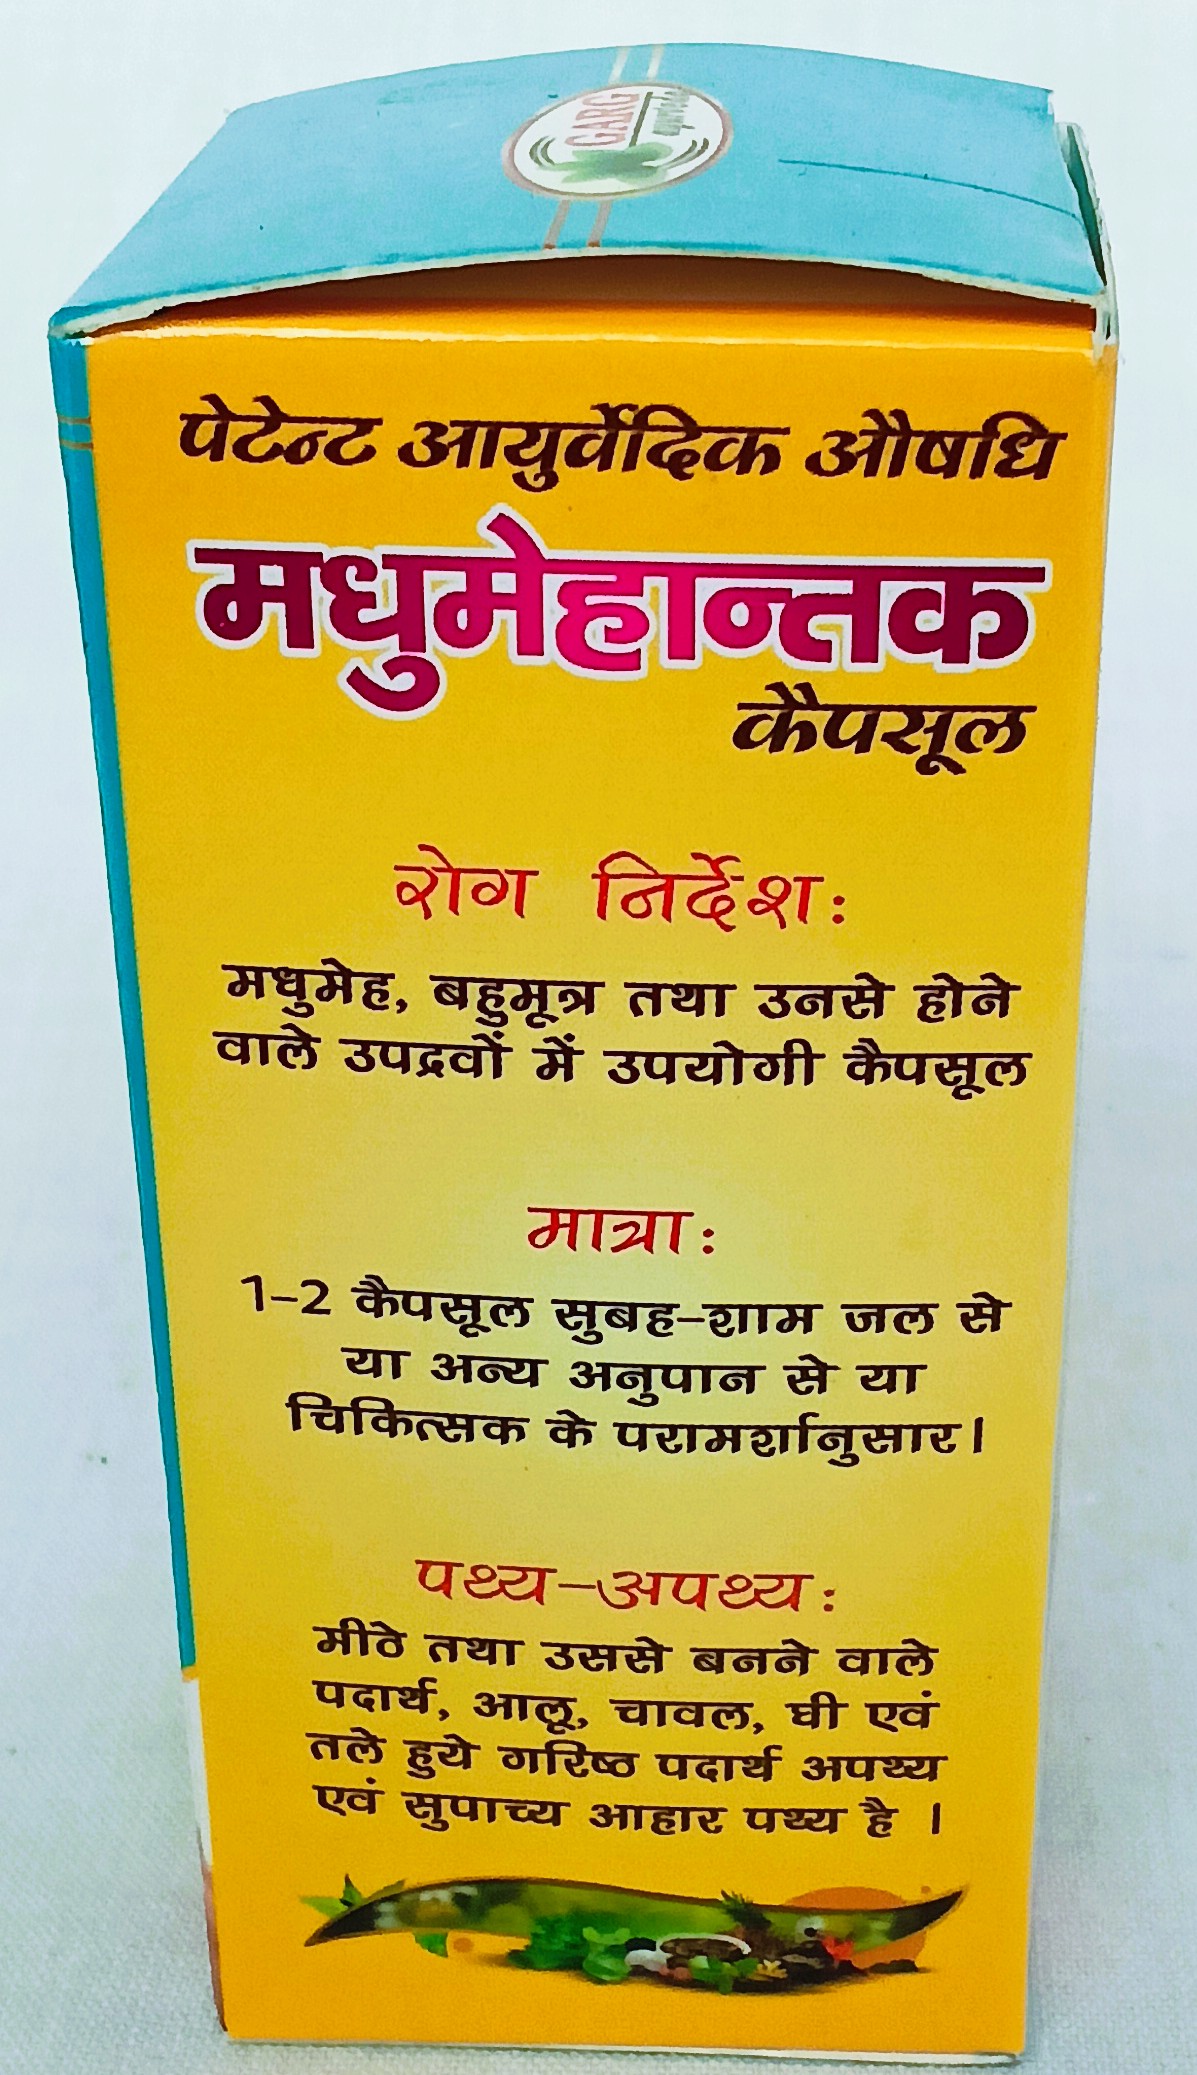 GARG
पेटेन्ट आयुर्वेदिक औषधि
मधुमेहान्तक
कैपसूल
रोग निर्देश:
मधुमेह, बहुमूत्र तथा उनसे होने
वाले उपद्रवों में उपयोगी कैपसूल
मात्रा:
1-2 कैपसूल सुबह-शाम जल से
या अन्य अनुपान से या
चिकित्सक के परामर्शानुसार।
पथ्य-अपथ्य:
मीठे तथा उससे बनने वाले
पदार्थ, आलू, चावल, घी एवं
तले हुये गरिष्ठ पदार्थ अपथ्य
एवं सुपाच्य आहार पथ्य है ।